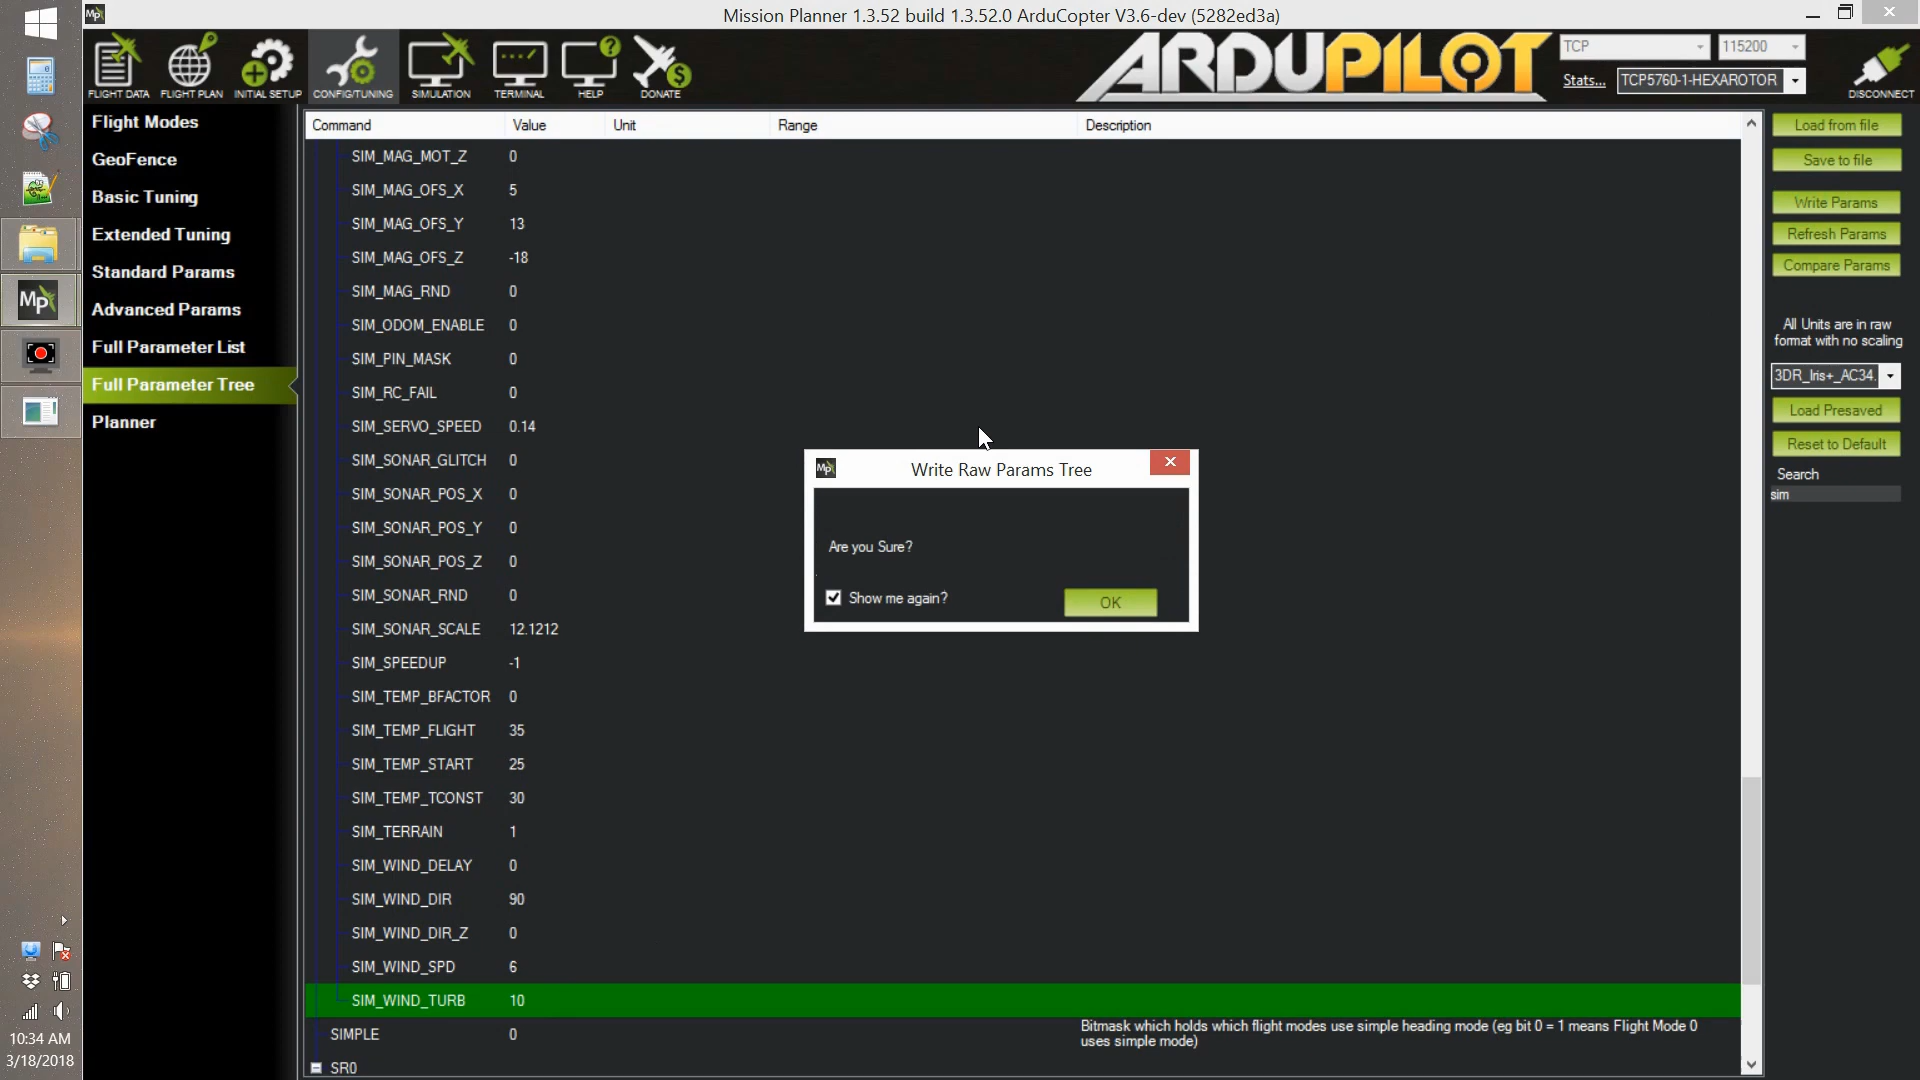 Mission Planner 1.3.52 build 1.3.52.0 ArduCopter V3.6-dev (5282ed3a)
FLIGHT DATA FLIGHT PLAN INITIAL SETUP CONFIG/TUNING SIMULATION TERMINAL HELP DONATE
ARDUPILOT
TCP 115200
Stats... TCP5760-1-HEXAROTOR
DISCONNECT
Flight Modes
GeoFence
Basic Tuning
Extended Tuning
Standard Params
Advanced Params
Full Parameter List
Full Parameter Tree
Planner
Command Value Unit Range Description
SIM_MAG_MOT_Z 0
SIM_MAG_OFS_X 5
SIM_MAG_OFS_Y 13
SIM_MAG_OFS_Z -18
SIM_MAG_RND 0
SIM_ODOM_ENABLE 0
SIM_PIN_MASK 0
SIM_RC_FAIL 0
SIM_SERVO_SPEED 0.14
SIM_SONAR_GLITCH 0
SIM_SONAR_POS_X 0
SIM_SONAR_POS_Y 0
SIM_SONAR_POS_Z 0
SIM_SONAR_RND 0
SIM_SONAR_SCALE 12.1212
SIM_SPEEDUP -1
SIM_TEMP_BFACTOR 0
SIM_TEMP_FLIGHT 35
SIM_TEMP_START 25
SIM_TEMP_TCONST 30
SIM_TERRAIN 1
SIM_WIND_DELAY 0
SIM_WIND_DIR 90
SIM_WIND_DIR_Z 0
SIM_WIND_SPD 6
SIM_WIND_TURB 10
SIMPLE 0 Bitmask which holds which flight modes use simple heading mode (eg bit 0 = 1 means Flight Mode 0
uses simple mode)
SR0
Write Raw Params Tree
Are you Sure?
Show me again?
OK
Load from file
Save to file
Write Params
Refresh Params
Compare Params
All Units are in raw
format with no scaling
3DR_Iris+_AC34.
Load Presaved
Reset to Default
Search
sim
Mp
10:34 AM
3/18/2018